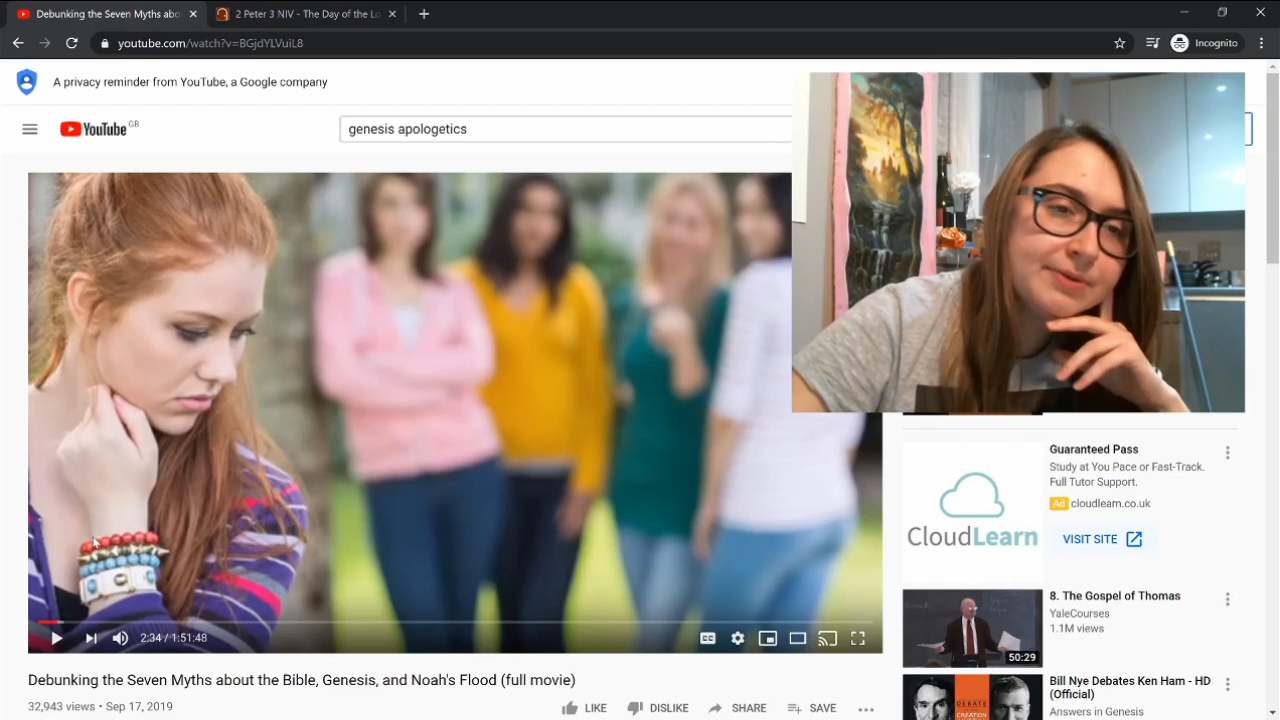 Debunking the Seven Myths abou
2 Peter 3 NIV - The Day of the Lo
youtube.com/watch?v=BGjdYLVuiL8
Incognito
A privacy reminder from YouTube, a Google company
YouTube GB
genesis apologetics
2:34 / 1:51:48
CC
Debunking the Seven Myths about the Bible, Genesis, and Noah's Flood (full movie)
32,943 views • Sep 17, 2019
LIKE
DISLIKE
SHARE
SAVE
Guaranteed Pass
Study at You Pace or Fast-Track.
Full Tutor Support.
Ad cloudlearn.co.uk
CloudLearn
VISIT SITE
8. The Gospel of Thomas
YaleCourses
1.1M views
50:29
Bill Nye Debates Ken Ham - HD
(Official)
Answers in Genesis
DEBATE